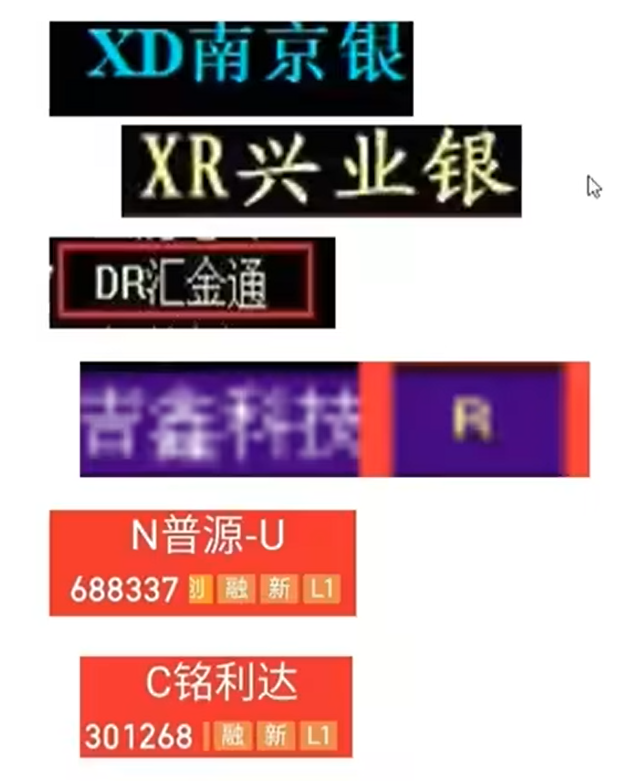 XD南京银
XR兴业银
DR汇金通
吉鑫科技 R
N普源-U
688337 创 融 新 L1
C铭利达
301268 融 新 L1